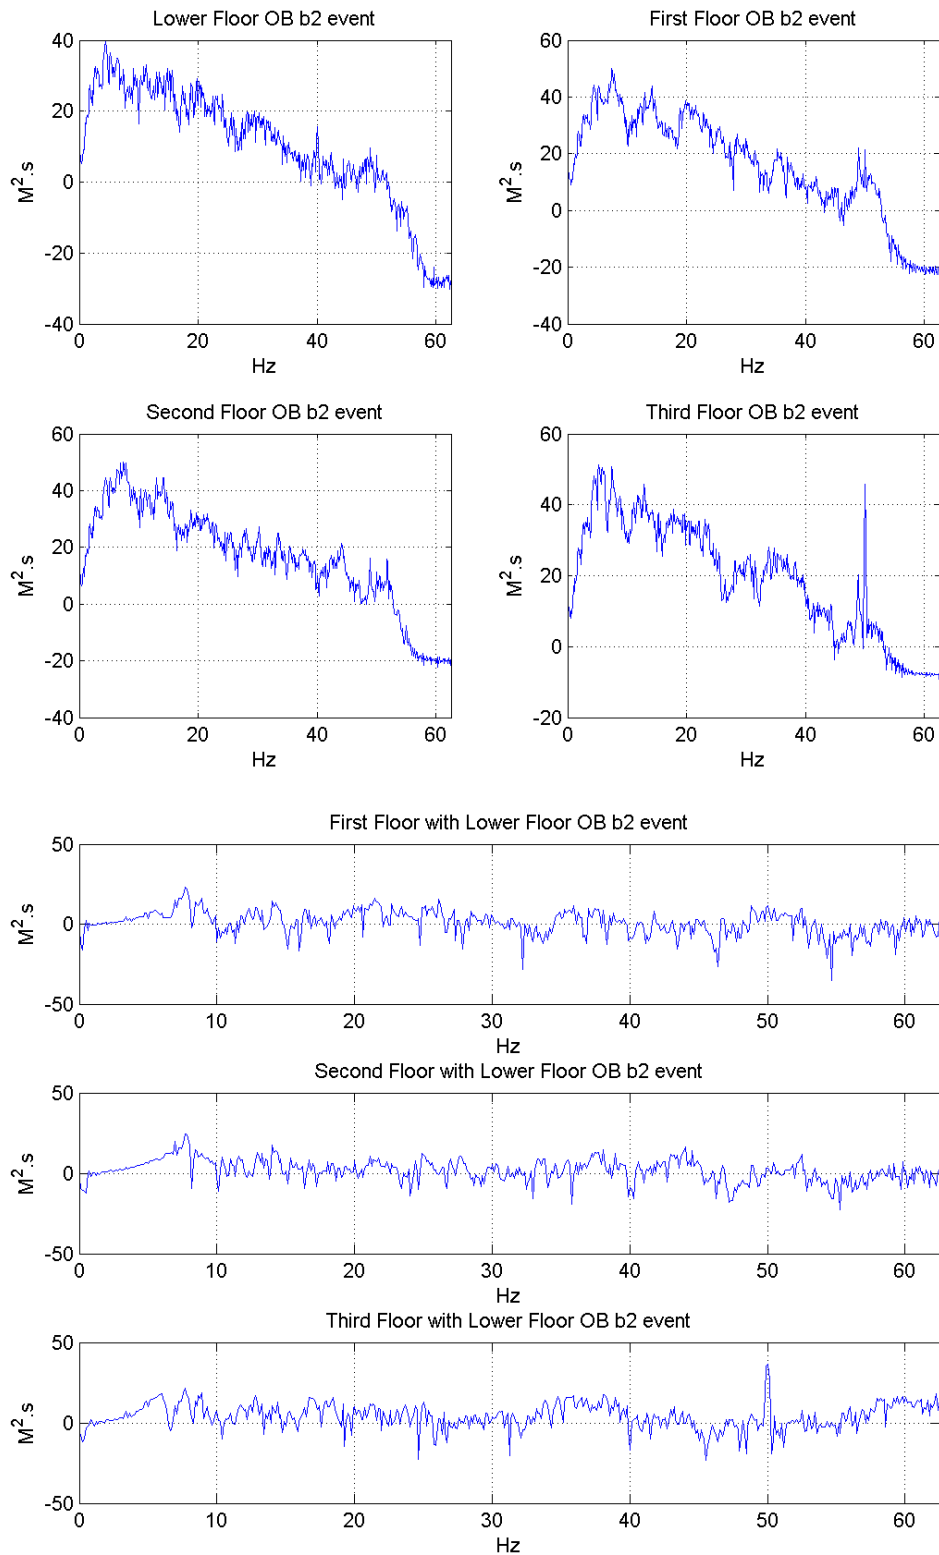 Lower Floor OB b2 event
40
20
0
-20
-40
M².s
0 20 40 60
Hz
First Floor OB b2 event
60
40
20
0
-20
-40
M².s
0 20 40 60
Hz
Second Floor OB b2 event
60
40
20
0
-20
-40
M².s
0 20 40 60
Hz
Third Floor OB b2 event
60
40
20
0
-20
M².s
0 20 40 60
Hz
First Floor with Lower Floor OB b2 event
50
0
-50
M².s
0 10 20 30 40 50 60
Hz
Second Floor with Lower Floor OB b2 event
50
0
-50
M².s
0 10 20 30 40 50 60
Hz
Third Floor with Lower Floor OB b2 event
50
0
-50
M².s
0 10 20 30 40 50 60
Hz